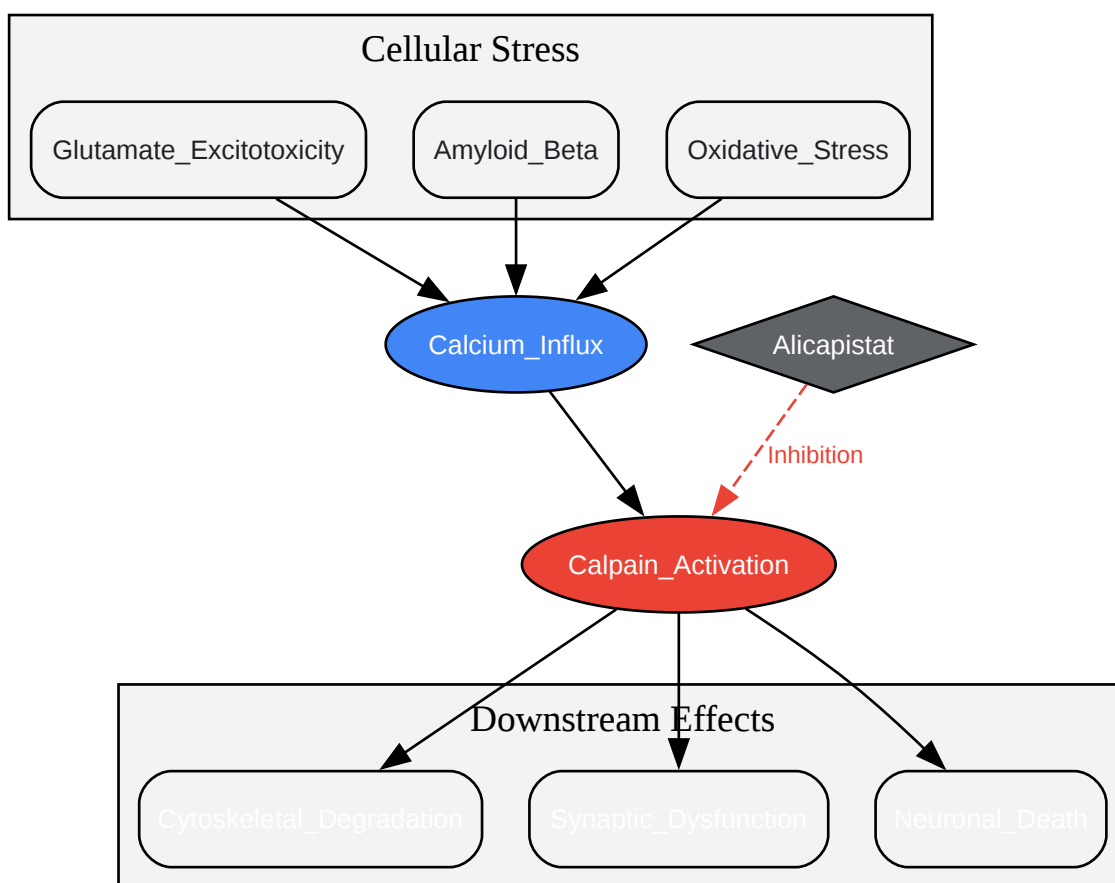 Cellular Stress
Glutamate_Excitotoxicity
Amyloid_Beta
Oxidative_Stress
Calcium_Influx
Alicapistat
Inhibition
Calpain_Activation
Downstream Effects
Cytoskeletal_Degradation
Synaptic_Dysfunction
Neuronal_Death